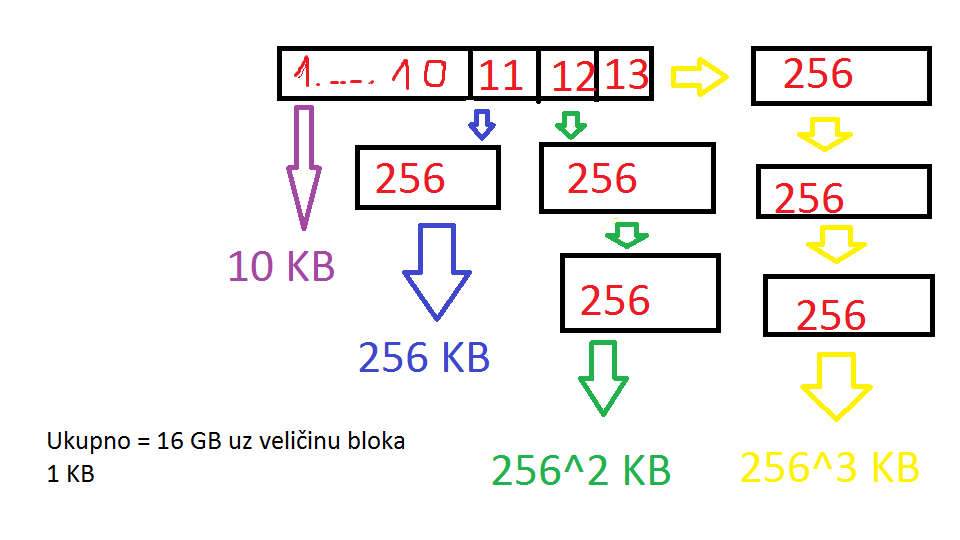 1.----.10 11 12 13 256
256 256 256
256 256
10 KB
256 KB
256^2 KB 256^3 KB
Ukupno = 16 GB uz veličinu bloka
1 KB